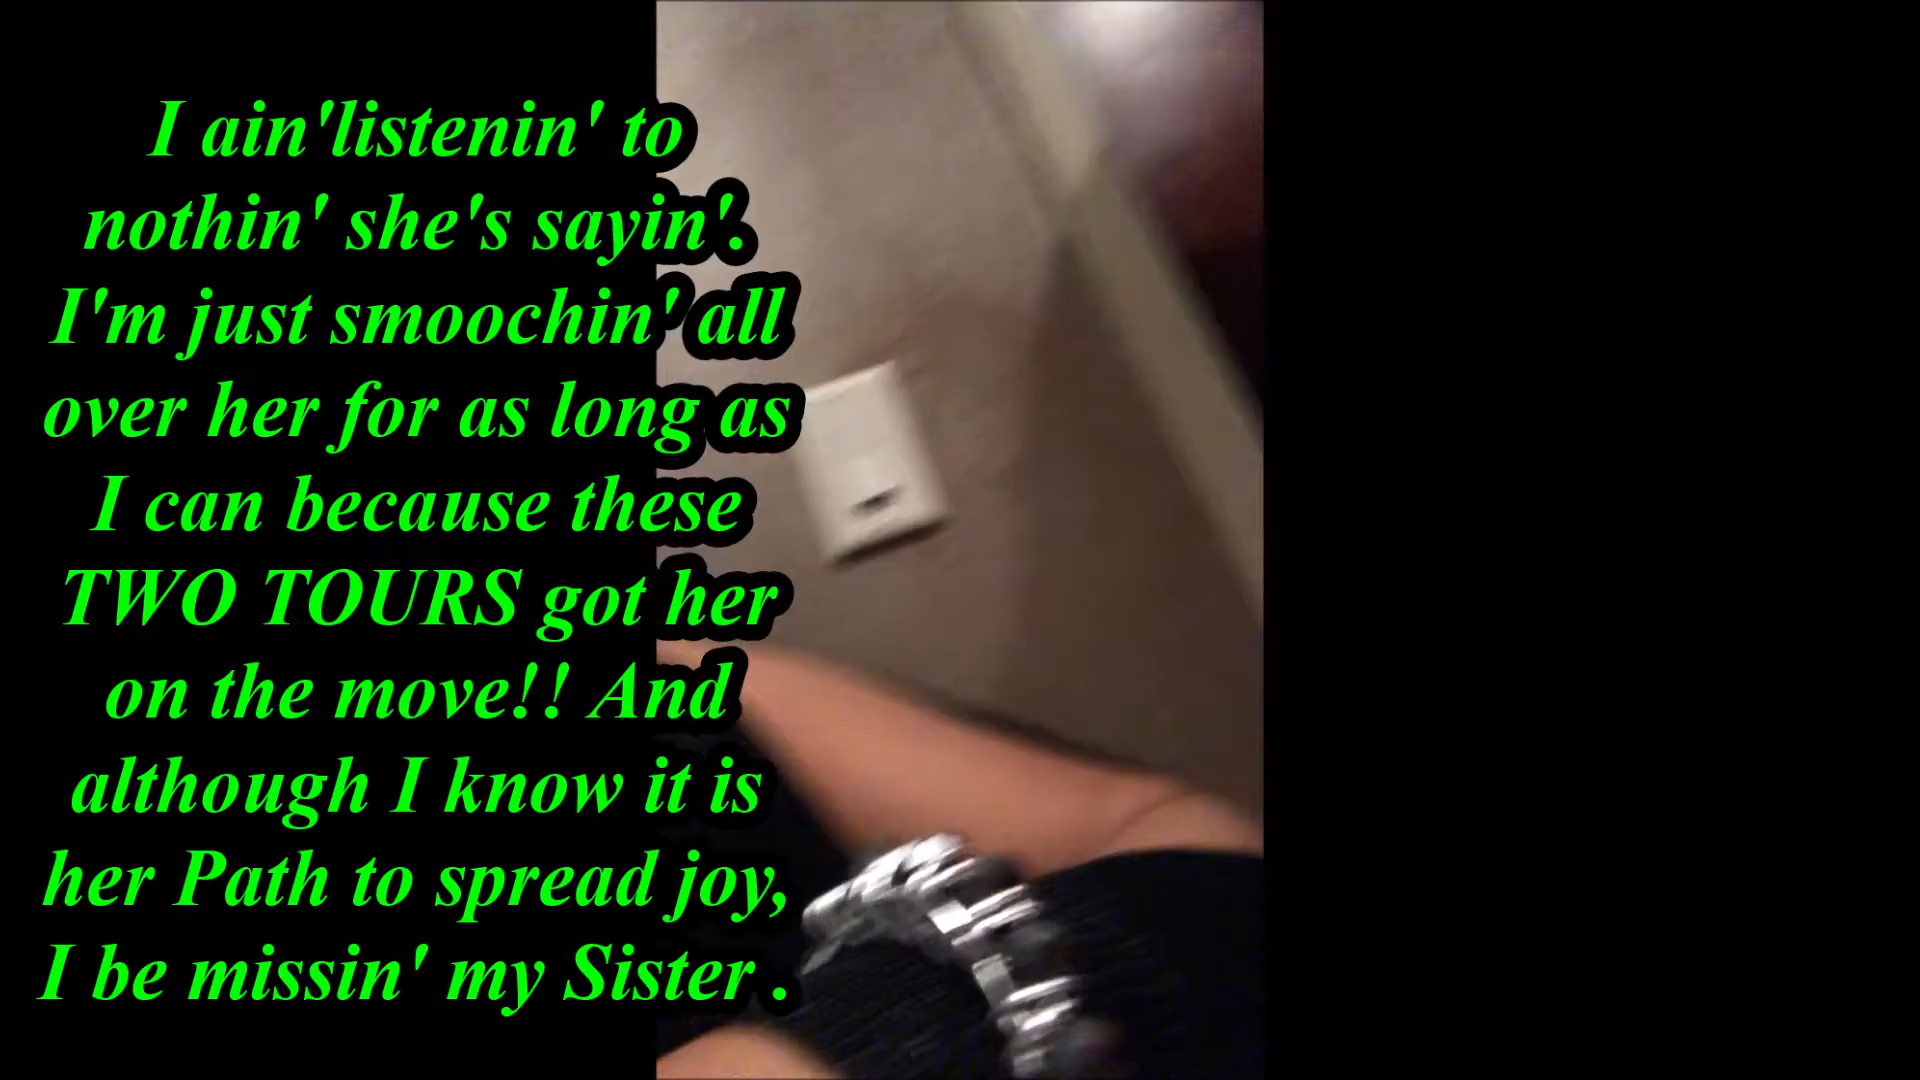 I ain'listenin' to
nothin' she's sayin'.
I'm just smoochin' all
over her for as long as
I can because these
TWO TOURS got her
on the move!! And
although I know it is
her Path to spread joy,
I be missin' my Sister .